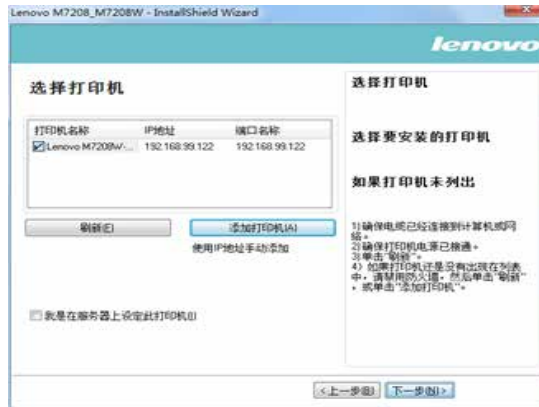 Lenovo M7208_M7208W - InstallShield Wizard
lenovo
选择打印机
打印机名称 IP地址 端口名称
Lenovo M7208W-... 192.168.99.122 192.168.99.122
刷新(E)
添加打印机(A)
使用IP地址手动添加
我是在服务器上设定此打印机(I)
选择打印机
选择要安装的打印机
如果打印机未列出
1)确保电缆已经连接到计算机或网
络。
2)确保打印机电源已接通。
3)单击"刷新"。
4) 如果打印机还是没有出现在列表
中，请禁用防火墙，然后单击"刷新"
，或单击"添加打印机"。
<上一步(B)
下一步(N)>